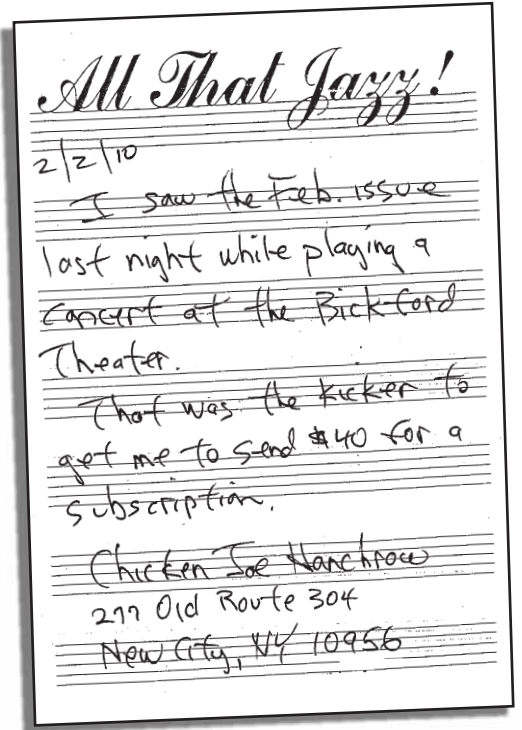 All That Jazz!
2/2/10
I saw the Feb. issue
last night while playing a
concert at the Bickford
Theater.
That was the kicker to
get me to send $40 for a
subscription.
Chicken Joe Hanchrow
277 Old Route 304
New City, NY 10956